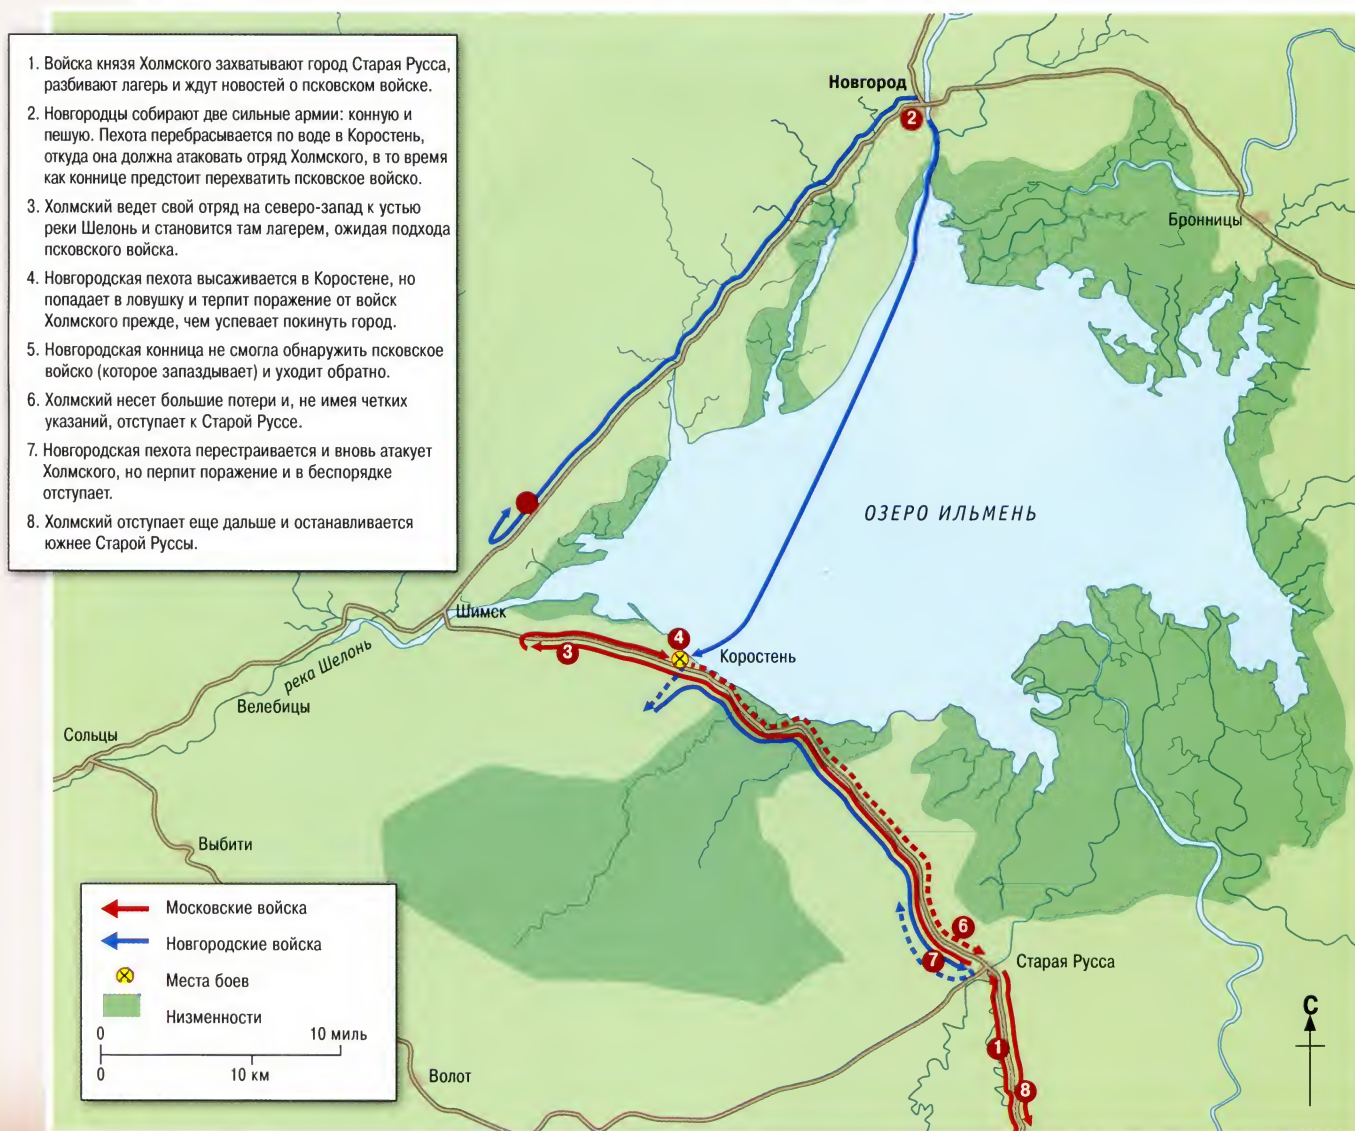 1. Войска князя Холмского захватывают город Старая Русса,
разбивают лагерь и ждут новостей о псковском войске.
2. Новгородцы собирают две сильные армии: конную и
пешую. Пехота перебрасывается по воде в Коростень,
откуда она должна атаковать отряд Холмского, в то время
как коннице предстоит перехватить псковское войско.
3. Холмский ведет свой отряд на северо-запад к устью
реки Шелонь и становится там лагерем, ожидая подхода
псковского войска.
4. Новгородская пехота высаживается в Коростене, но
попадает в ловушку и терпит поражение от войск
Холмского прежде, чем успевает покинуть город.
5. Новгородская конница не смогла обнаружить псковское
войско (которое запаздывает) и уходит обратно.
6. Холмский несет большие потери и, не имея четких
указаний, отступает к Старой Руссе.
7. Новгородская пехота перестраивается и вновь атакует
Холмского, но перпит поражение и в беспорядке
отступает.
8. Холмский отступает еще дальше и останавливается
южнее Старой Руссы.
Новгород
2
Бронницы
ОЗЕРО ИЛЬМЕНЬ
Шимск
4
3
Коростень
река Шелонь
Велебицы
Сольцы
Выбити
6
7
Старая Русса
1
8
С
Волот
Московские войска
Новгородские войска
Места боев
Низменности
0 10 миль
0 10 км